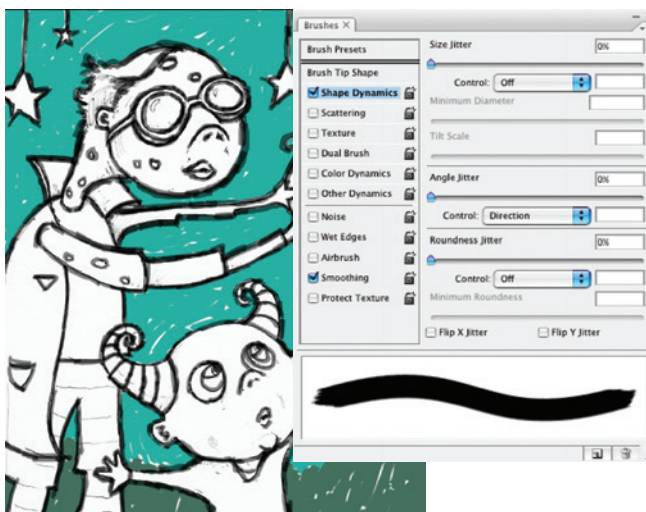 Brushes ×
Brush Presets
Brush Tip Shape
Shape Dynamics
Scattering
Texture
Dual Brush
Color Dynamics
Other Dynamics
Noise
Wet Edges
Airbrush
Smoothing
Protect Texture
Size Jitter 0%
Control: Off
Minimum Diameter
Tilt Scale
Angle Jitter 0%
Control: Direction
Roundness Jitter 0%
Control: Off
Minimum Roundness
Flip X Jitter Flip Y Jitter